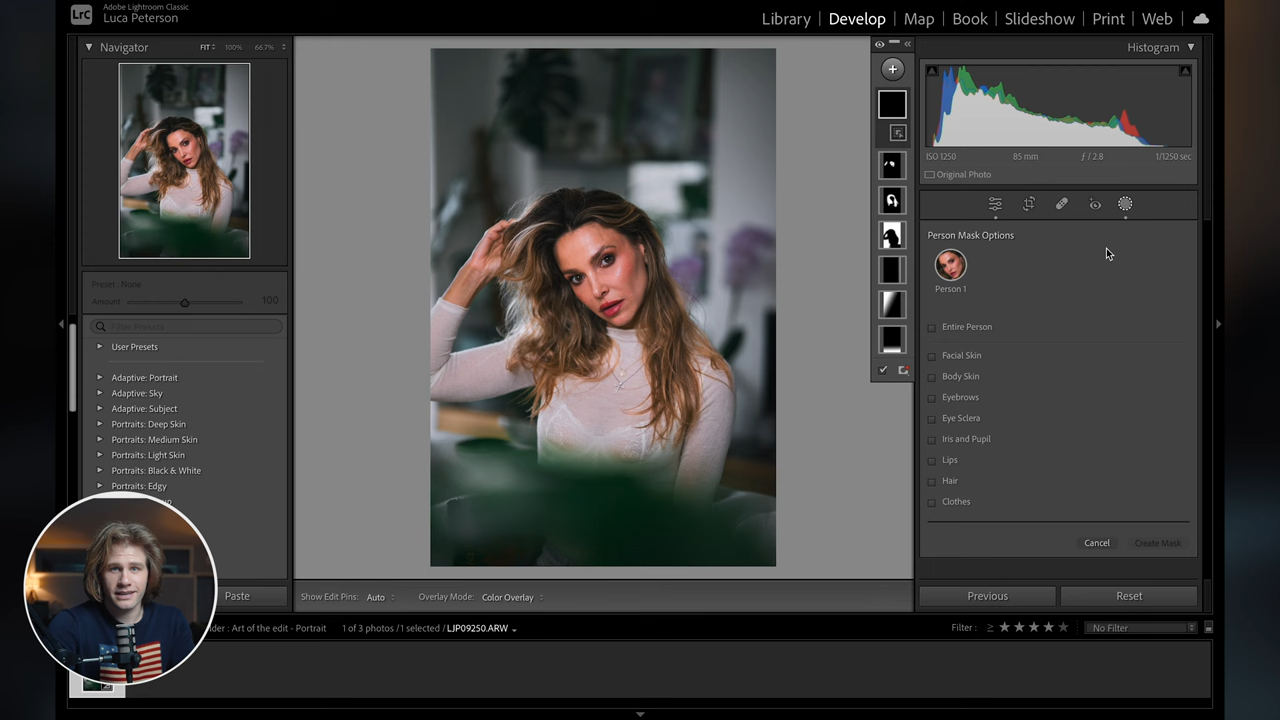 LrC
Adobe Lightroom Classic
Luca Peterson
Library | Develop | Map | Book | Slideshow | Print | Web
Navigator
FIT 100% 66.7%
Histogram
ISO 1250 85 mm ƒ / 2.8 1/1250 sec
Original Photo
Preset : None
Amount 100
Filter Presets
User Presets
Adaptive: Portrait
Adaptive: Sky
Adaptive: Subject
Portraits: Deep Skin
Portraits: Medium Skin
Portraits: Light Skin
Portraits: Black & White
Portraits: Edgy
Person Mask Options
Person 1
Entire Person
Facial Skin
Body Skin
Eyebrows
Eye Sclera
Iris and Pupil
Lips
Hair
Clothes
Cancel Create Mask
Paste
Show Edit Pins: Auto Overlay Mode: Color Overlay
Previous Reset
: Art of the edit - Portrait 1 of 3 photos / 1 selected / LJP09250.ARW
Filter : ≥ ★★★★★ No Filter